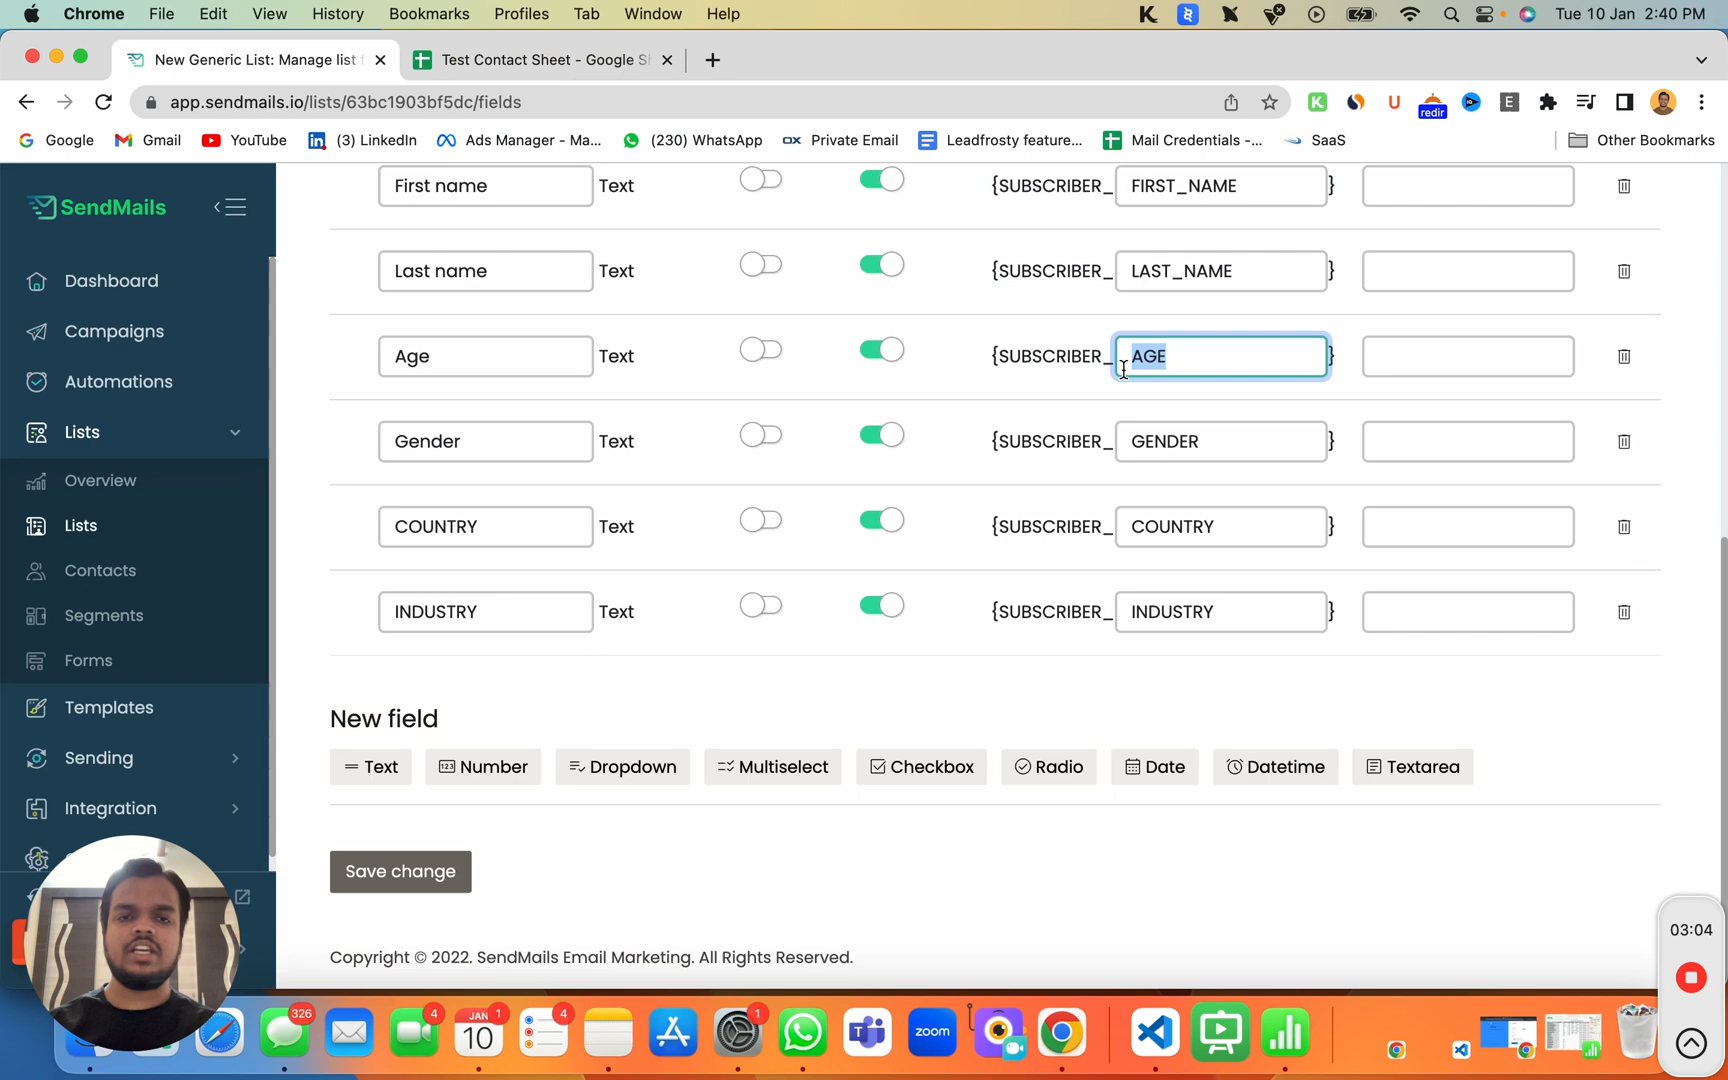 Chrome File Edit View History Bookmarks Profiles Tab Window Help Tue 10 Jan 2:40 PM
New Generic List: Manage list Test Contact Sheet - Google S
app.sendmails.io/lists/63bc1903bf5dc/fields
redir
Google Gmail YouTube (3) LinkedIn Ads Manager - Ma... (230) WhatsApp Private Email Leadfrosty feature... Mail Credentials -... SaaS Other Bookmarks
SendMails
Dashboard
Campaigns
Automations
Lists
Overview
Lists
Contacts
Segments
Forms
Templates
Sending
Integration
First name Text {SUBSCRIBER_ FIRST_NAME }
Last name Text {SUBSCRIBER_ LAST_NAME }
Age Text {SUBSCRIBER_ AGE }
Gender Text {SUBSCRIBER_ GENDER }
COUNTRY Text {SUBSCRIBER_ COUNTRY }
INDUSTRY Text {SUBSCRIBER_ INDUSTRY }
New field
Text Number Dropdown Multiselect Checkbox Radio Date Datetime Textarea
Save change
Copyright © 2022. SendMails Email Marketing. All Rights Reserved.
03:04
326 4 JAN 1 10 4 1 zoom